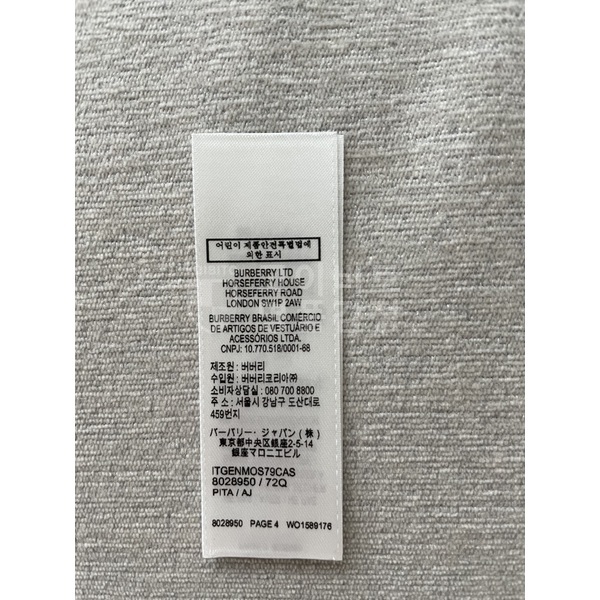 어린이 제품안전특별법에
의한 표시
BURBERRY LTD
HORSEFERRY HOUSE
HORSEFERRY ROAD
LONDON SW1P 2AW
BURBERRY BRASIL COMÉRCIO
DE ARTIGOS DE VESTUÁRIO E
ACESSÓRIOS LTDA.
CNPJ: 10.770.518/0001-68
제조원 : 버버리
수입원 : 버버리코리아㈜
소비자상담실 : 080 700 8800
주 소 : 서울시 강남구 도산대로
459번지
バーバリー・ジャパン (株)
東京都中央区銀座2-5-14
銀座マロニエビル
ITGENMOS79CAS
8028950 / 72Q
PITA / AJ
8028950 PAGE 4 WO1589176